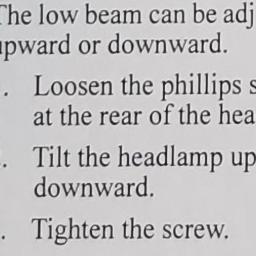 The low beam can be adj
upward or downward.
. Loosen the phillips s
at the rear of the hea
. Tilt the headlamp up
downward.
. Tighten the screw.